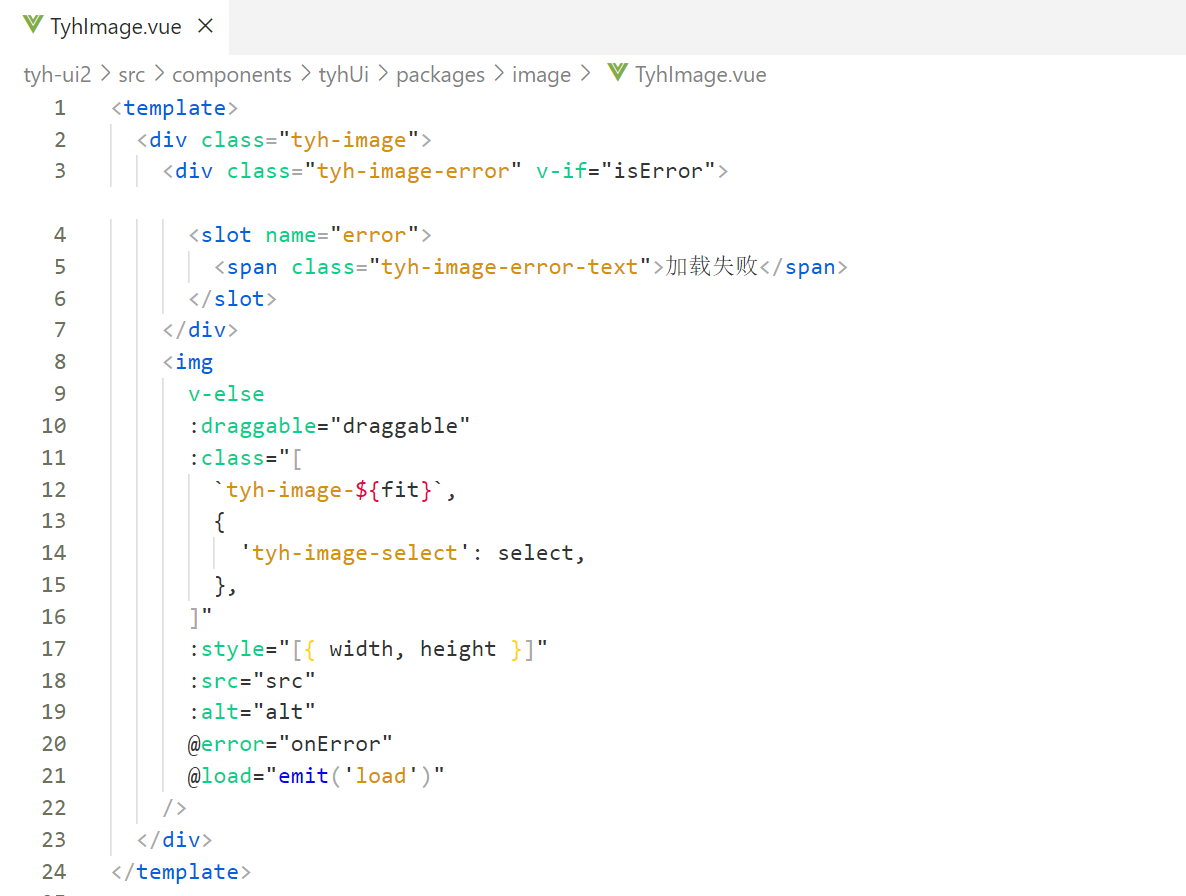 TyhImage.vue ×
tyh-ui2 > src > components > tyhUi > packages > image > TyhImage.vue
1 <template>
2 <div class="tyh-image">
3 <div class="tyh-image-error" v-if="isError">
4 <slot name="error">
5 <span class="tyh-image-error-text">加载失败</span>
6 </slot>
7 </div>
8 <img
9 v-else
10 :draggable="draggable"
11 :class="[
12 `tyh-image-${fit}`,
13 {
14 'tyh-image-select': select,
15 },
16 ]"
17 :style="[{ width, height }]"
18 :src="src"
19 :alt="alt"
20 @error="onError"
21 @load="emit('load')"
22 />
23 </div>
24 </template>